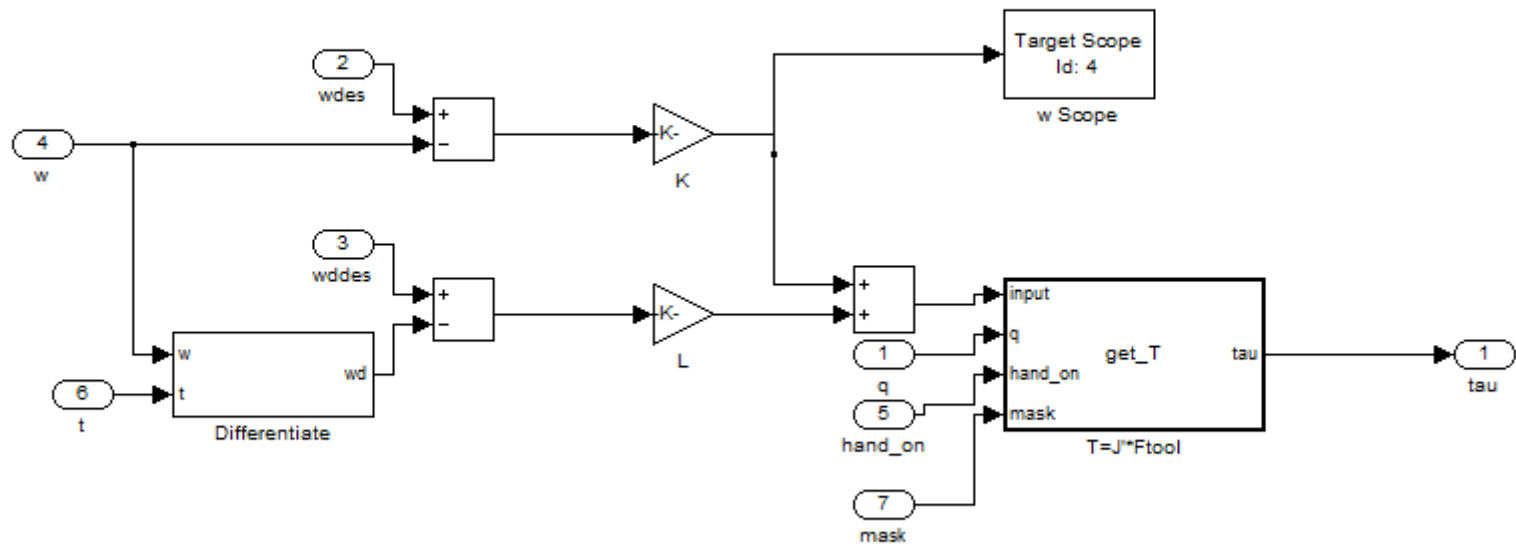 Target Scope
Id: 4
w Scope
2
wdes
+
−
4
w
K-
K
3
wddes
+
−
K-
L
w
t
wd
Differentiate
6
t
+
+
1
q
5
hand_on
7
mask
input
q
hand_on
mask
get_T
tau
T=J'*Ftool
1
tau